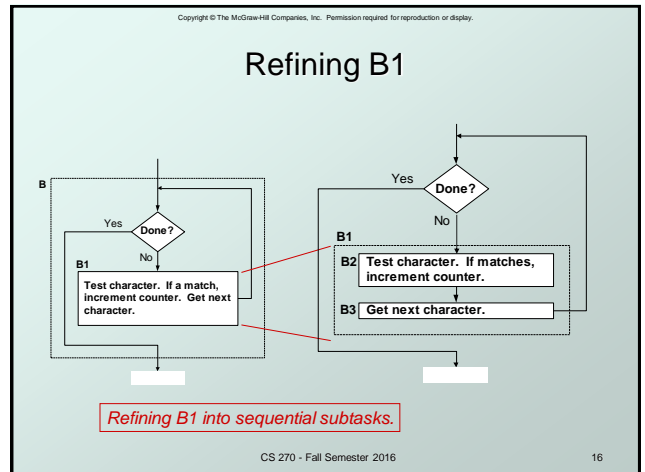 Copyright © The McGraw-Hill Companies, Inc. Permission required for reproduction or display.
Refining B1
B
Yes
Done?
No
B1
Test character. If a match,
increment counter. Get next
character.
Yes
Done?
No
B1
B2 Test character. If matches,
increment counter.
B3 Get next character.
Refining B1 into sequential subtasks.
CS 270 - Fall Semester 2016
16